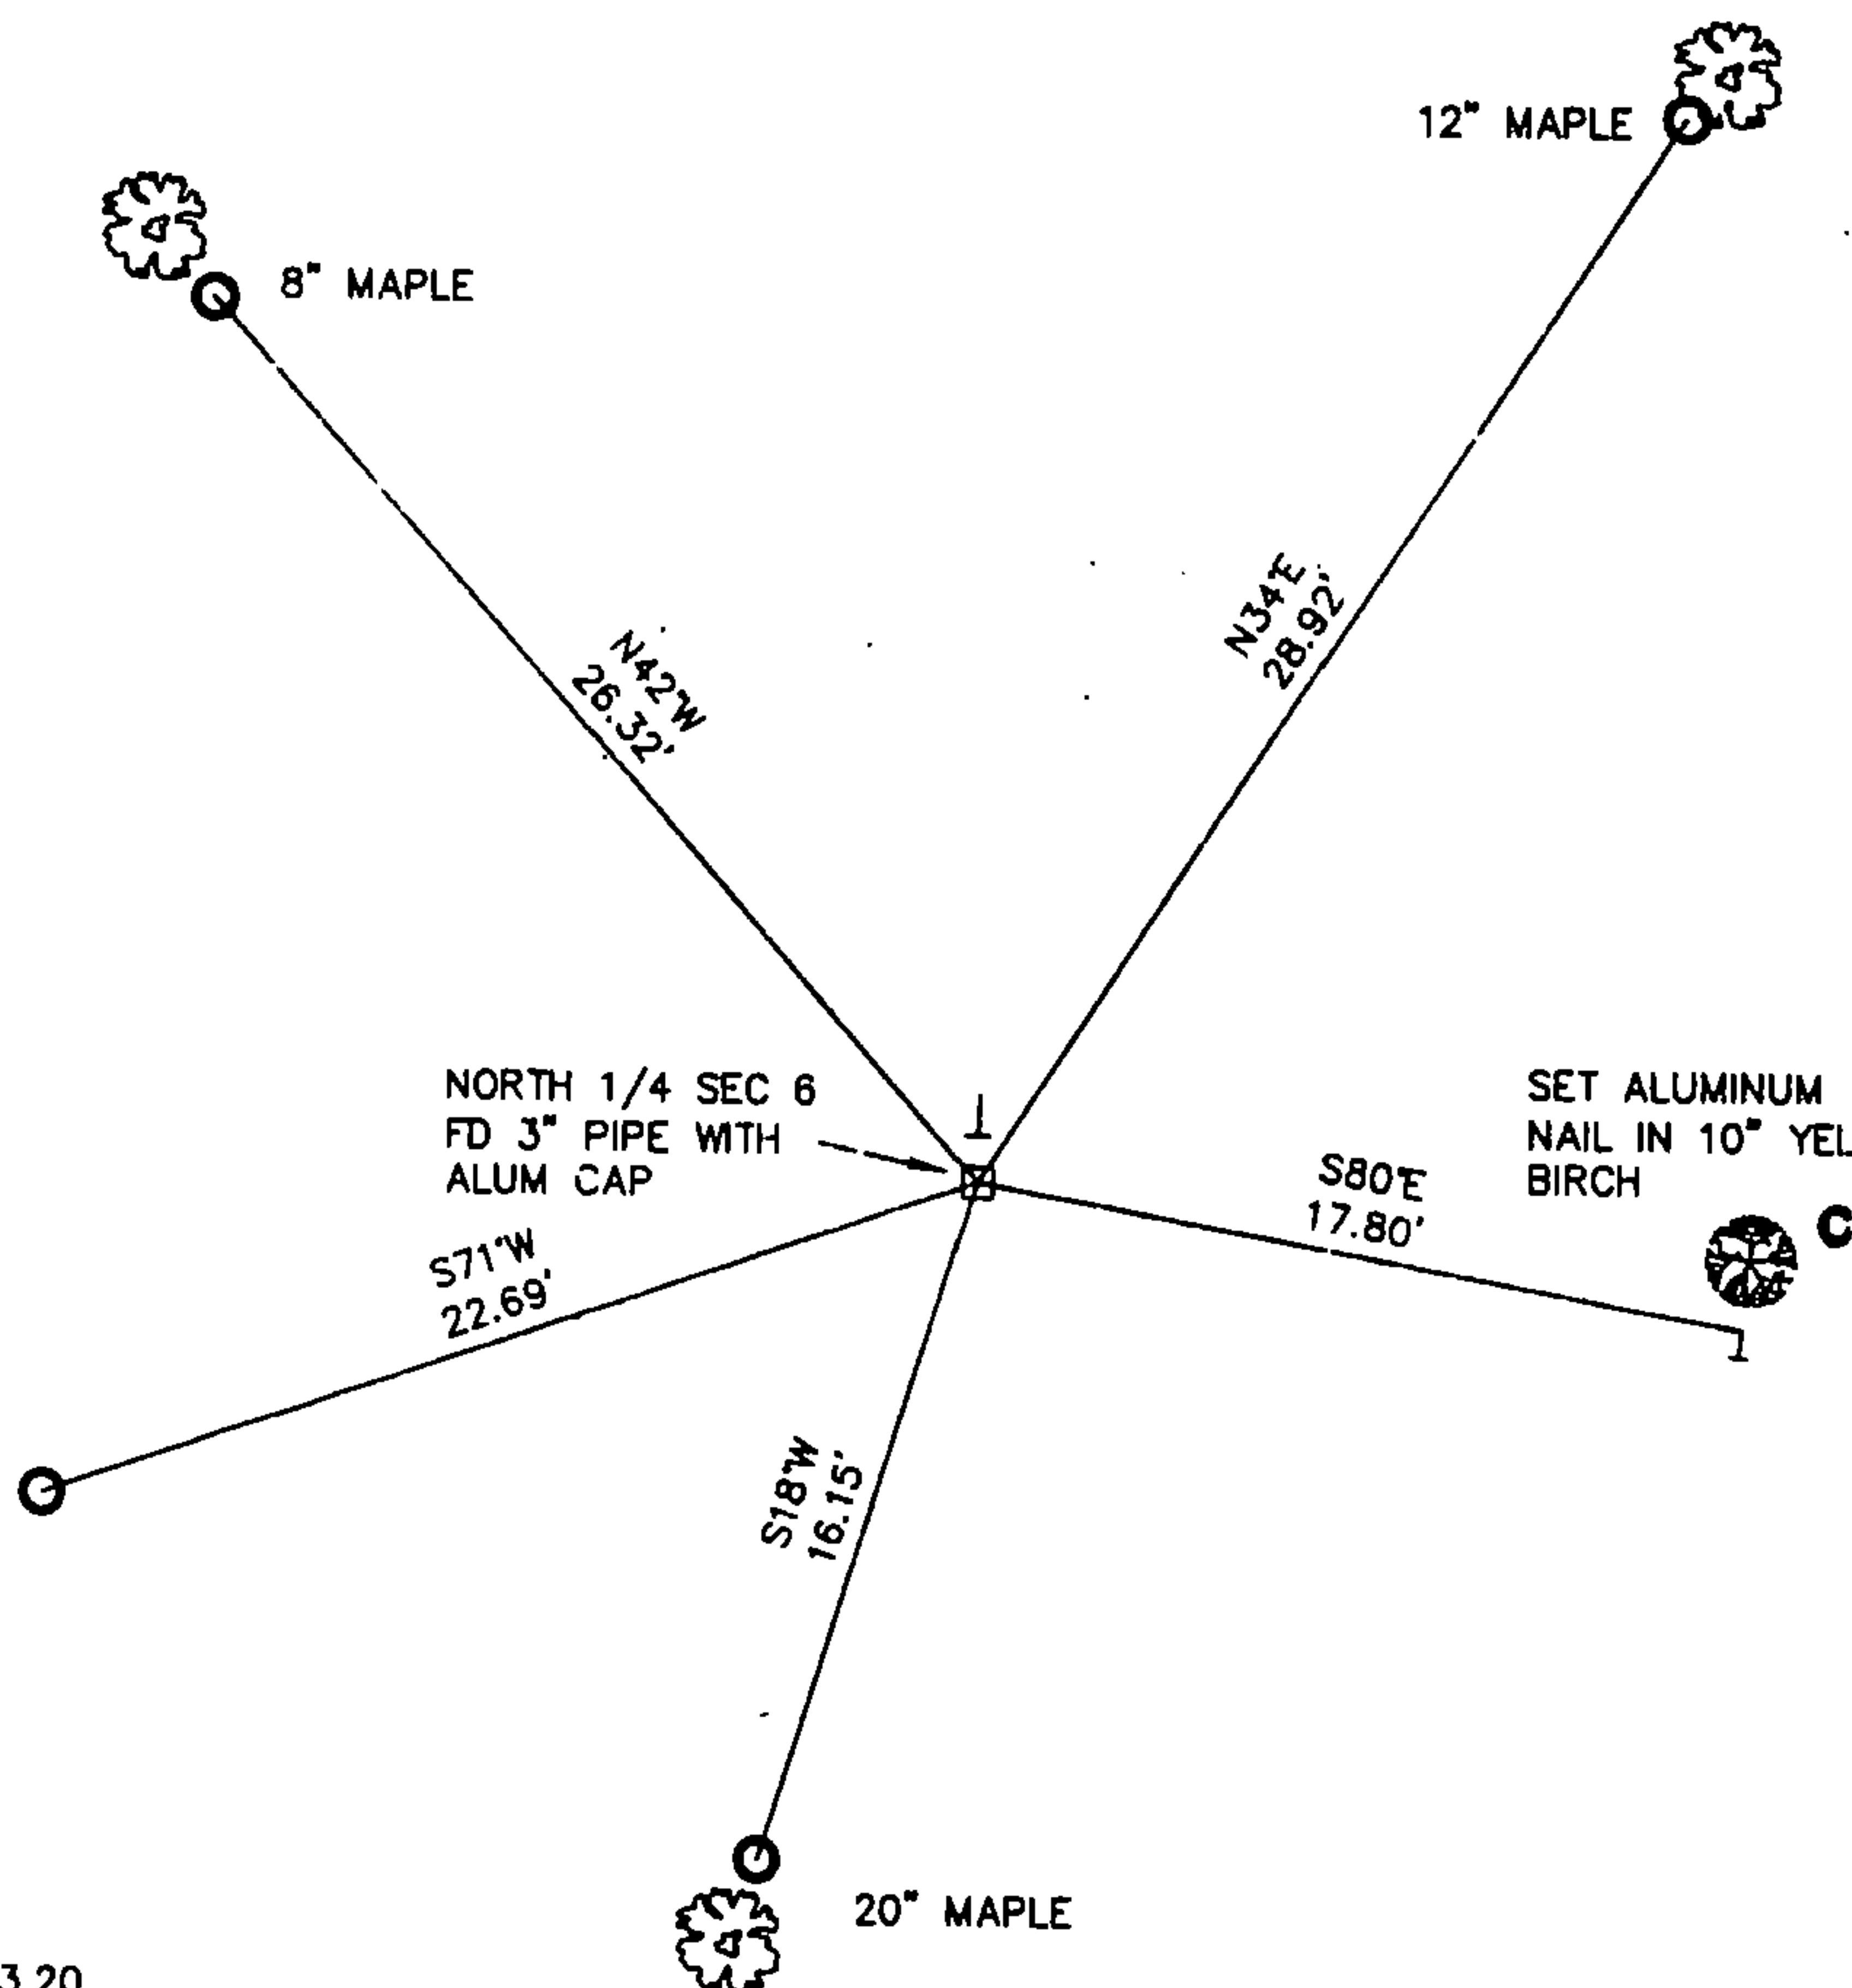 12" MAPLE
8" MAPLE
N34°E
28.92'
N42°W
26.32'
NORTH 1/4 SEC 6
FD 3" PIPE WITH
ALUM CAP
SET ALUMINUM
NAIL IN 10" YEL
BIRCH
S80°E
17.80'
S71°W
22.69'
S18°W
16.15'
20" MAPLE
3.20